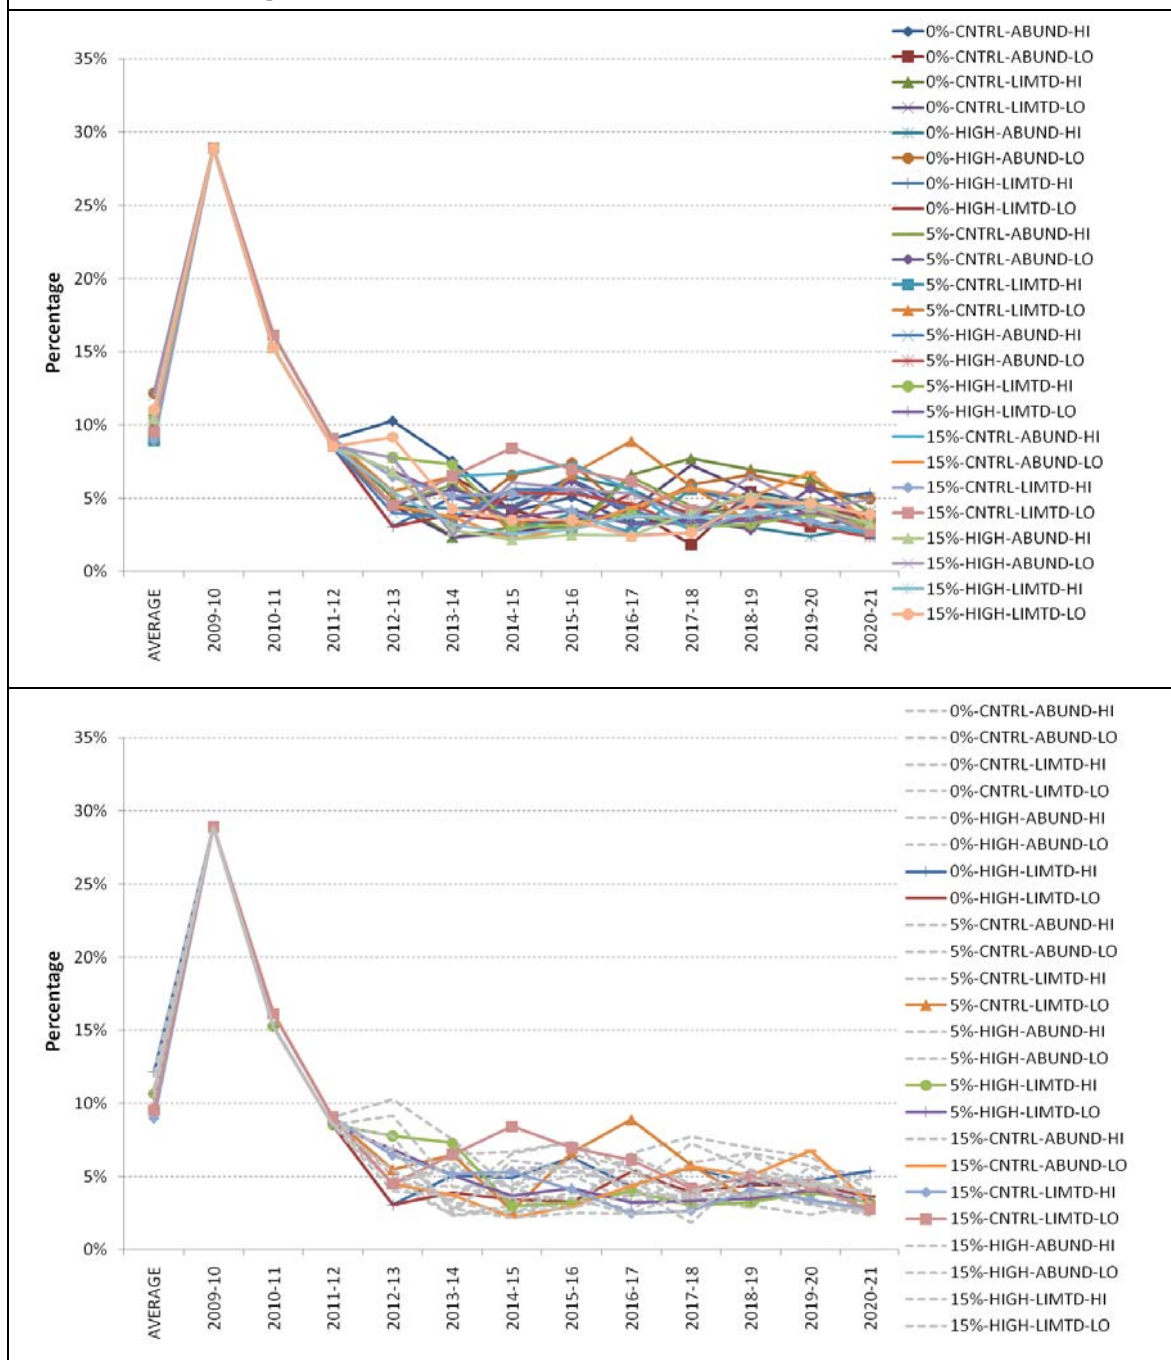 0%-CNTRL-ABUND-HI
0%-CNTRL-ABUND-LO
0%-CNTRL-LIMTD-HI
0%-CNTRL-LIMTD-LO
0%-HIGH-ABUND-HI
0%-HIGH-ABUND-LO
0%-HIGH-LIMTD-HI
0%-HIGH-LIMTD-LO
5%-CNTRL-ABUND-HI
5%-CNTRL-ABUND-LO
5%-CNTRL-LIMTD-HI
5%-CNTRL-LIMTD-LO
5%-HIGH-ABUND-HI
5%-HIGH-ABUND-LO
5%-HIGH-LIMTD-HI
5%-HIGH-LIMTD-LO
15%-CNTRL-ABUND-HI
15%-CNTRL-ABUND-LO
15%-CNTRL-LIMTD-HI
15%-CNTRL-LIMTD-LO
15%-HIGH-ABUND-HI
15%-HIGH-ABUND-LO
15%-HIGH-LIMTD-HI
15%-HIGH-LIMTD-LO
35%
30%
25%
20%
15%
10%
5%
0%
Percentage
AVERAGE
2009-10
2010-11
2011-12
2012-13
2013-14
2014-15
2015-16
2016-17
2017-18
2018-19
2019-20
2020-21
0%-CNTRL-ABUND-HI
0%-CNTRL-ABUND-LO
0%-CNTRL-LIMTD-HI
0%-CNTRL-LIMTD-LO
0%-HIGH-ABUND-HI
0%-HIGH-ABUND-LO
0%-HIGH-LIMTD-HI
0%-HIGH-LIMTD-LO
5%-CNTRL-ABUND-HI
5%-CNTRL-ABUND-LO
5%-CNTRL-LIMTD-HI
5%-CNTRL-LIMTD-LO
5%-HIGH-ABUND-HI
5%-HIGH-ABUND-LO
5%-HIGH-LIMTD-HI
5%-HIGH-LIMTD-LO
15%-CNTRL-ABUND-HI
15%-CNTRL-ABUND-LO
15%-CNTRL-LIMTD-HI
15%-CNTRL-LIMTD-LO
15%-HIGH-ABUND-HI
15%-HIGH-ABUND-LO
15%-HIGH-LIMTD-HI
15%-HIGH-LIMTD-LO
35%
30%
25%
20%
15%
10%
5%
0%
Percentage
AVERAGE
2009-10
2010-11
2011-12
2012-13
2013-14
2014-15
2015-16
2016-17
2017-18
2018-19
2019-20
2020-21